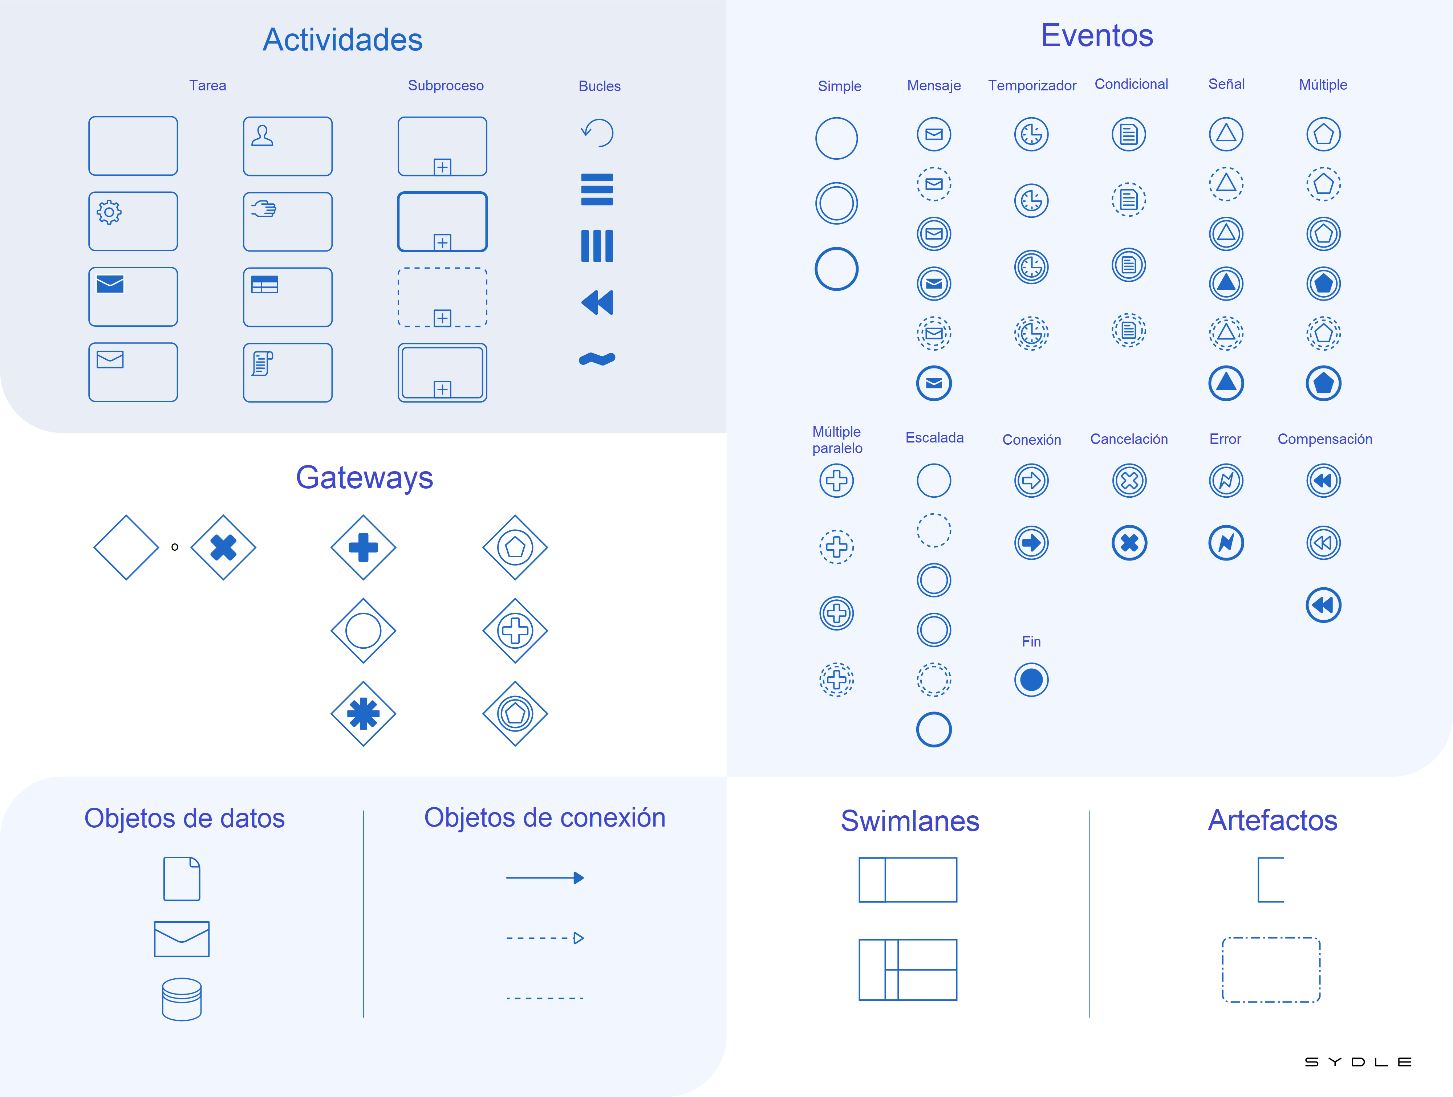 Actividades
Tarea
Subproceso
Bucles
Eventos
Simple
Mensaje
Temporizador
Condicional
Señal
Múltiple
Múltiple
paralelo
Escalada
Conexión
Cancelación
Error
Compensación
Fin
Gateways
o
Objetos de datos
Objetos de conexión
Swimlanes
Artefactos
SYDLE